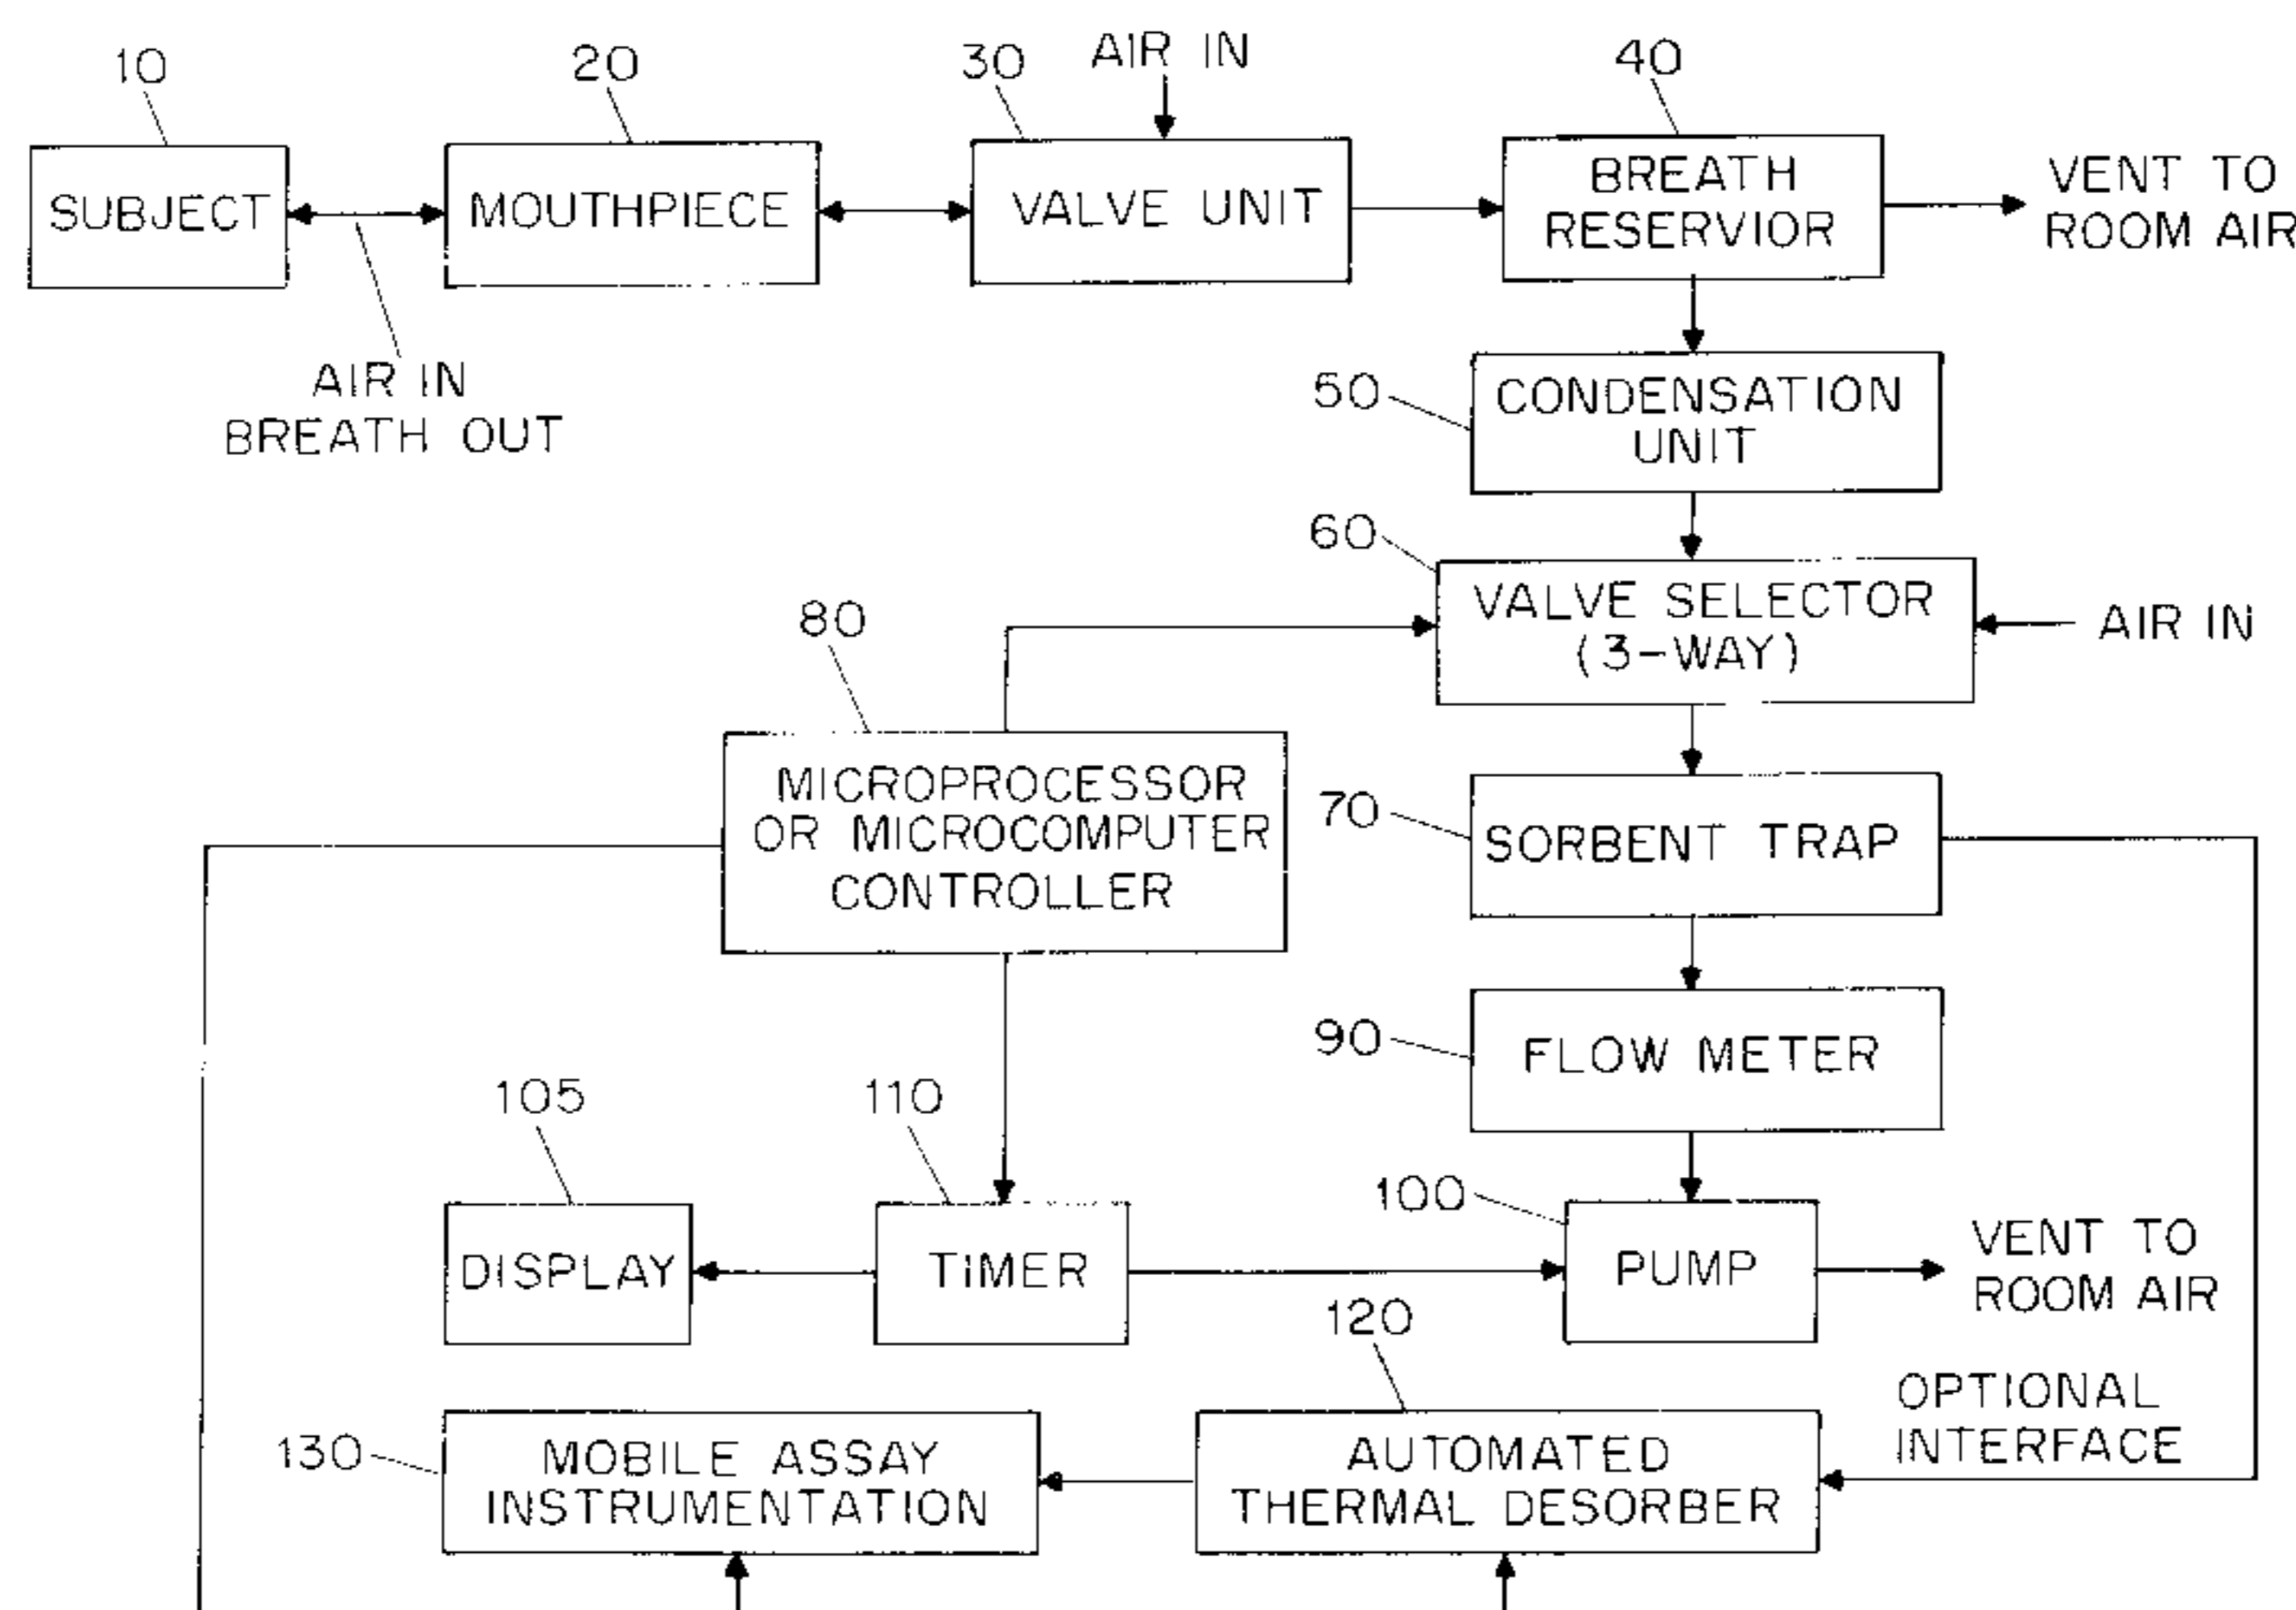 10
20
30
AIR IN
40
SUBJECT
MOUTHPIECE
VALVE UNIT
BREATH
RESERVIOR
VENT TO
ROOM AIR
AIR IN
BREATH OUT
50
CONDENSATION
UNIT
60
VALVE SELECTOR
(3-WAY)
AIR IN
80
MICROPROCESSOR
OR MICROCOMPUTER
CONTROLLER
70
SORBENT TRAP
90
FLOW METER
105
110
100
DISPLAY
TIMER
PUMP
VENT TO
ROOM AIR
120
OPTIONAL
INTERFACE
130
MOBILE ASSAY
INSTRUMENTATION
AUTOMATED
THERMAL DESORBER